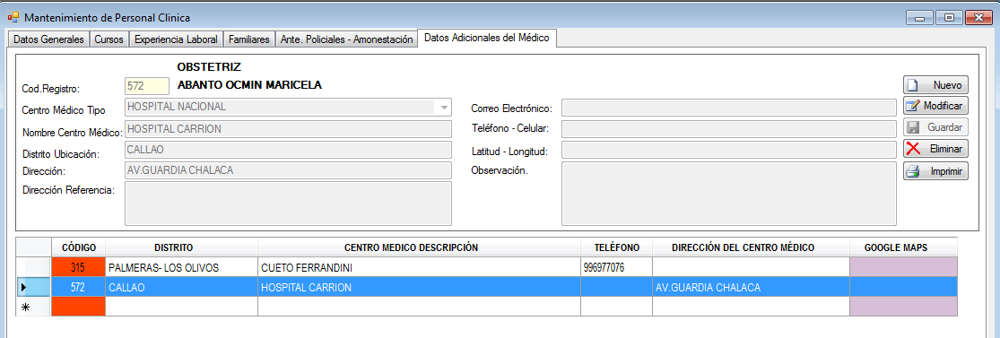 Mantenimiento de Personal Clinica
Datos Generales Cursos Experiencia Laboral Familiares Ante. Policiales - Amonestación Datos Adicionales del Médico
OBSTETRIZ
Cod.Registro: 572 ABANTO OCMIN MARICELA
Centro Médico Tipo HOSPITAL NACIONAL
Nombre Centro Médico: HOSPITAL CARRION
Distrito Ubicación: CALLAO
Dirección: AV.GUARDIA CHALACA
Dirección Referencia:
Correo Electrónico:
Teléfono - Celular:
Latitud - Longitud:
Observación.
Nuevo
Modificar
Guardar
Eliminar
Imprimir
CÓDIGO DISTRITO CENTRO MEDICO DESCRIPCIÓN TELÉFONO DIRECCIÓN DEL CENTRO MÉDICO GOOGLE MAPS
315 PALMERAS- LOS OLIVOS CUETO FERRANDINI 996977076
572 CALLAO HOSPITAL CARRION AV.GUARDIA CHALACA